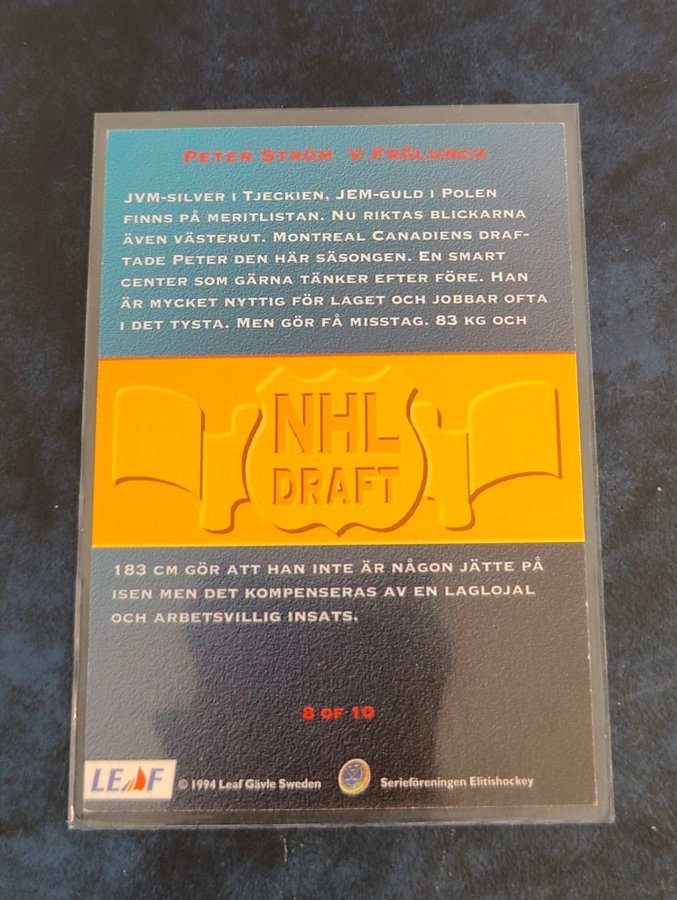 PETER STRÖM V.FRÖLUNDA
JVM-SILVER I TJECKIEN, JEM-GULD I POLEN
FINNS PÅ MERITLISTAN. NU RIKTAS BLICKARNA
ÄVEN VÄSTERUT. MONTREAL CANADIENS DRAF-
TADE PETER DEN HÄR SÄSONGEN. EN SMART
CENTER SOM GÄRNA TÄNKER EFTER FÖRE. HAN
ÄR MYCKET NYTTIG FÖR LAGET OCH JOBBAR OFTA
I DET TYSTA. MEN GÖR FÅ MISSTAG. 83 KG OCH
NHL
DRAFT
183 CM GÖR ATT HAN INTE ÄR NÅGON JÄTTE PÅ
ISEN MEN DET KOMPENSERAS AV EN LAGLOJAL
OCH ARBETSVILLIG INSATS.
8 OF 10
LEAF © 1994 Leaf Gävle Sweden Serieföreningen Elitishockey